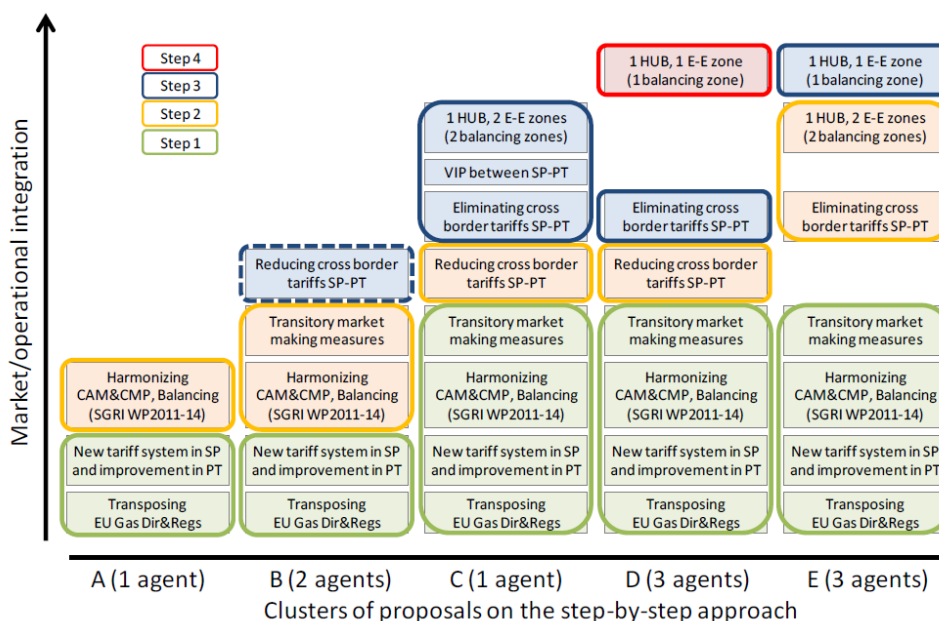 Market/operational integration
Step 4
Step 3
Step 2
Step 1
Harmonizing
CAM&CMP, Balancing
(SGRI WP2011-14)
New tariff system in SP
and improvement in PT
Transposing
EU Gas Dir&Regs
Reducing cross border
tariffs SP-PT
Transitory market
making measures
Harmonizing
CAM&CMP, Balancing
(SGRI WP2011-14)
New tariff system in SP
and improvement in PT
Transposing
EU Gas Dir&Regs
1 HUB, 2 E-E zones
(2 balancing zones)
VIP between SP-PT
Eliminating cross
border tariffs SP-PT
Reducing cross border
tariffs SP-PT
Transitory market
making measures
Harmonizing
CAM&CMP, Balancing
(SGRI WP2011-14)
New tariff system in SP
and improvement in PT
Transposing
EU Gas Dir&Regs
1 HUB, 1 E-E zone
(1 balancing zone)
Eliminating cross
border tariffs SP-PT
Reducing cross border
tariffs SP-PT
Transitory market
making measures
Harmonizing
CAM&CMP, Balancing
(SGRI WP2011-14)
New tariff system in SP
and improvement in PT
Transposing
EU Gas Dir&Regs
1 HUB, 1 E-E zone
(1 balancing zone)
1 HUB, 2 E-E zones
(2 balancing zones)
Eliminating cross
border tariffs SP-PT
Transitory market
making measures
Harmonizing
CAM&CMP, Balancing
(SGRI WP2011-14)
New tariff system in SP
and improvement in PT
Transposing
EU Gas Dir&Regs
A (1 agent)
B (2 agents)
C (1 agent)
D (3 agents)
E (3 agents)
Clusters of proposals on the step-by-step approach